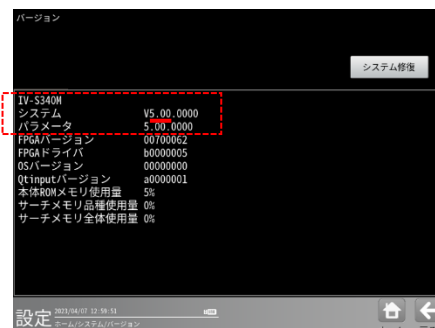 バージョン
システム修復
IV-S340M
システム V5.00.0000
パラメータ 5.00.0000
FPGAバージョン 00700062
FPGAドライバ b0000005
OSバージョン 00000000
Qtinputバージョン a0000001
本体ROMメモリ使用量 5%
サーチメモリ品種使用量 0%
サーチメモリ全体使用量 0%
設定 2023/04/07 12:59:51
ホーム/システム/バージョン